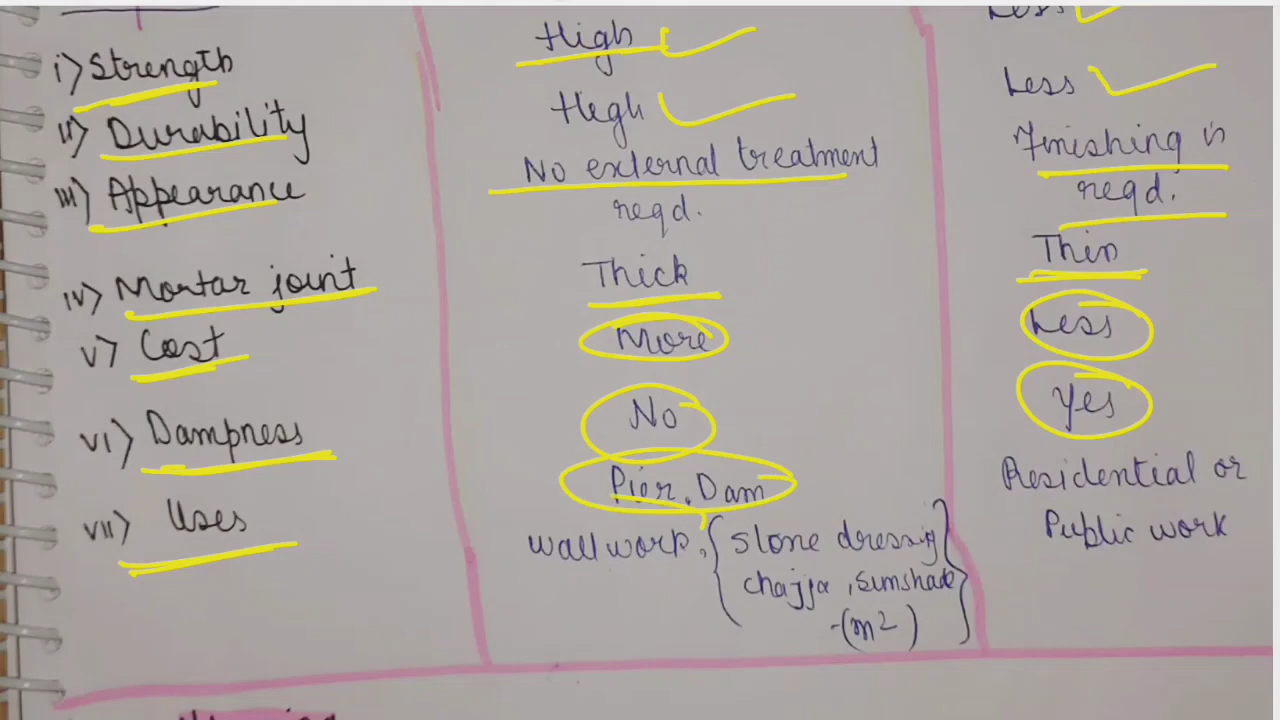 i) Strength
High
Less
ii) Durability
High
Less
iii) Appearance
No external treatment
reqd.
Finishing is
reqd.
iv) Mortar joint
Thick
Thin
v) Cost
More
Less
vi) Dampness
No
Yes
vii) Uses
Pier, Dam
wall work, { stone dressing
chajja, sunshade
-(m2) }
Residential or
Public work